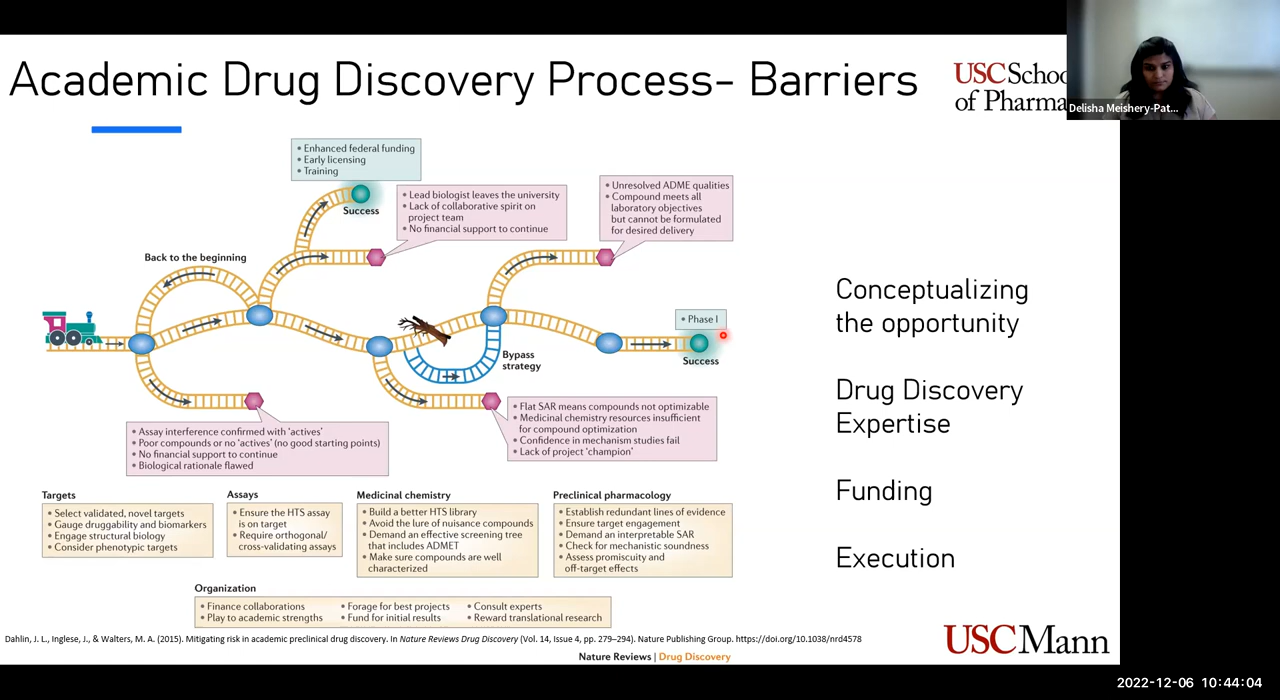 Academic Drug Discovery Process- Barriers
USC Schoo
of Pharma
Delisha Meishery-Pat...
• Enhanced federal funding
• Early licensing
• Training
Success
• Lead biologist leaves the university
• Lack of collaborative spirit on
project team
• No financial support to continue
• Unresolved ADME qualities
• Compound meets all
laboratory objectives
but cannot be formulated
for desired delivery
Back to the beginning
• Phase I
Success
Bypass
strategy
• Assay interference confirmed with 'actives'
• Poor compounds or no 'actives' (no good starting points)
• No financial support to continue
• Biological rationale flawed
• Flat SAR means compounds not optimizable
• Medicinal chemistry resources insufficient
for compound optimization
• Confidence in mechanism studies fail
• Lack of project 'champion'
Conceptualizing
the opportunity
Drug Discovery
Expertise
Funding
Execution
Targets
• Select validated, novel targets
• Gauge druggability and biomarkers
• Engage structural biology
• Consider phenotypic targets
Assays
• Ensure the HTS assay
is on target
• Require orthogonal/
cross-validating assays
Medicinal chemistry
• Build a better HTS library
• Avoid the lure of nuisance compounds
• Demand an effective screening tree
that includes ADMET
• Make sure compounds are well
characterized
Preclinical pharmacology
• Establish redundant lines of evidence
• Ensure target engagement
• Demand an interpretable SAR
• Check for mechanistic soundness
• Assess promiscuity and
off-target effects
Organization
• Finance collaborations
• Play to academic strengths
• Forage for best projects
• Fund for initial results
• Consult experts
• Reward translational research
Dahlin, J. L., Inglese, J., & Walters, M. A. (2015). Mitigating risk in academic preclinical drug discovery. In Nature Reviews Drug Discovery (Vol. 14, Issue 4, pp. 279–294). Nature Publishing Group. https://doi.org/10.1038/nrd4578
Nature Reviews | Drug Discovery
USC Mann
2022-12-06 10:44:04